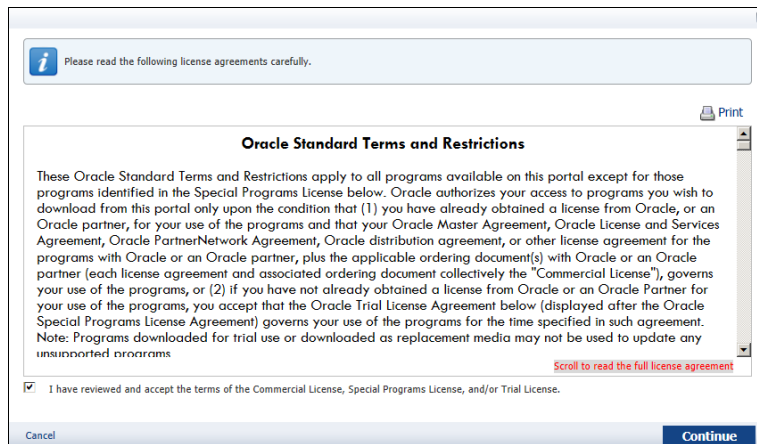 Please read the following license agreements carefully.
Print
Oracle Standard Terms and Restrictions
These Oracle Standard Terms and Restrictions apply to all programs available on this portal except for those
programs identified in the Special Programs License below. Oracle authorizes your access to programs you wish to
download from this portal only upon the condition that (1) you have already obtained a license from Oracle, or an
Oracle partner, for your use of the programs and that your Oracle Master Agreement, Oracle License and Services
Agreement, Oracle PartnerNetwork Agreement, Oracle distribution agreement, or other license agreement for the
programs with Oracle or an Oracle partner, plus the applicable ordering document(s) with Oracle or an Oracle
partner (each license agreement and associated ordering document collectively the "Commercial License"), governs
your use of the programs, or (2) if you have not already obtained a license from Oracle or an Oracle Partner for
your use of the programs, you accept that the Oracle Trial License Agreement below (displayed after the Oracle
Special Programs License Agreement) governs your use of the programs for the time specified in such agreement.
Note: Programs downloaded for trial use or downloaded as replacement media may not be used to update any
unsupported programs
Scroll to read the full license agreement
I have reviewed and accept the terms of the Commercial License, Special Programs License, and/or Trial License.
Cancel
Continue